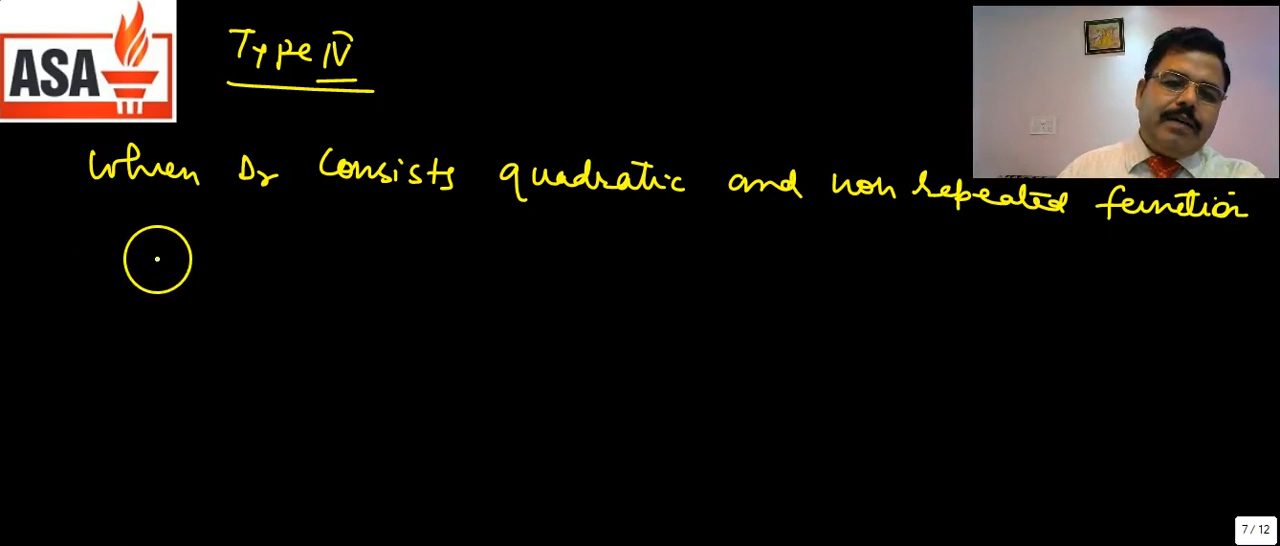 ASA
Type IV
When Dr consists quadratic and non repeated function
7 / 12